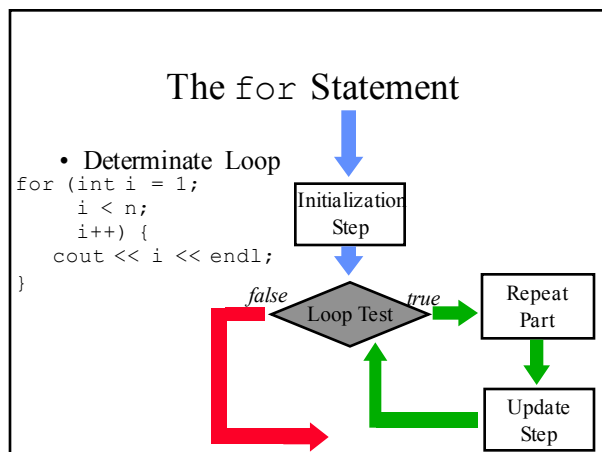 The for Statement
• Determinate Loop
for (int i = 1;
i < n;
i++) {
cout << i << endl;
}
Initialization
Step
false
true
Loop Test
Repeat
Part
Update
Step